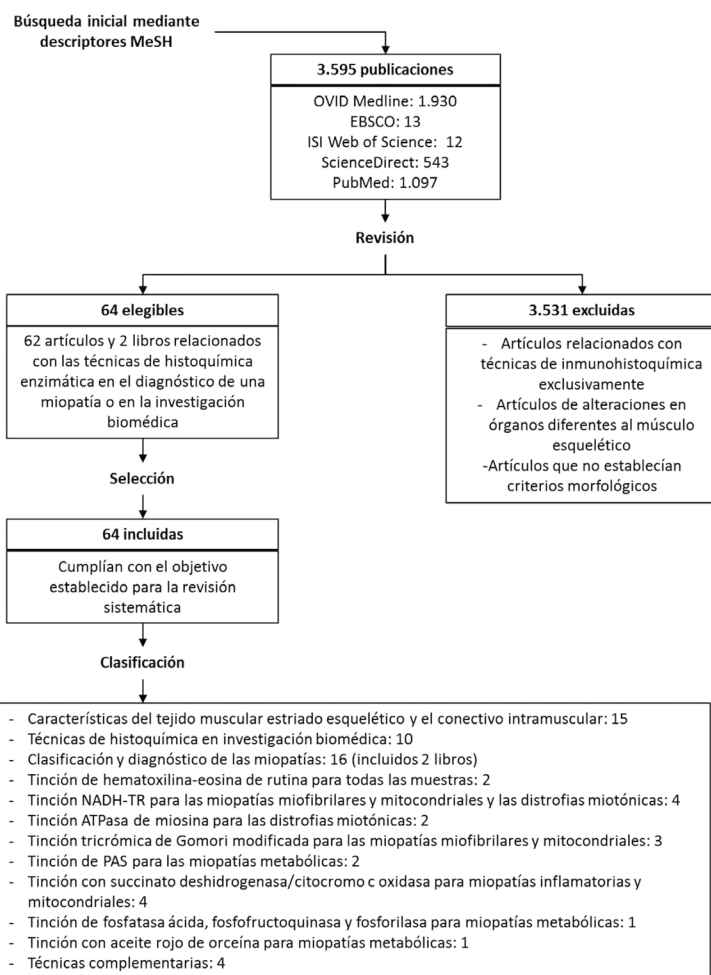 Búsqueda inicial mediante
descriptores MeSH
3.595 publicaciones
OVID Medline: 1.930
EBSCO: 13
ISI Web of Science: 12
ScienceDirect: 543
PubMed: 1.097
Revisión
64 elegibles
62 artículos y 2 libros relacionados
con las técnicas de histoquímica
enzimática en el diagnóstico de una
miopatía o en la investigación
biomédica
3.531 excluidas
- Artículos relacionados con
técnicas de inmunohistoquímica
exclusivamente
- Artículos de alteraciones en
órganos diferentes al músculo
esquelético
-Artículos que no establecían
criterios morfológicos
Selección
64 incluidas
Cumplían con el objetivo
establecido para la revisión
sistemática
Clasificación
- Características del tejido muscular estriado esquelético y el conectivo intramuscular: 15
- Técnicas de histoquímica en investigación biomédica: 10
- Clasificación y diagnóstico de las miopatías: 16 (incluidos 2 libros)
- Tinción de hematoxilina-eosina de rutina para todas las muestras: 2
- Tinción NADH-TR para las miopatías miofibrilares y mitocondriales y las distrofias miotónicas: 4
- Tinción ATPasa de miosina para las distrofias miotónicas: 2
- Tinción tricrómica de Gomori modificada para las miopatías miofibrilares y mitocondriales: 3
- Tinción de PAS para las miopatías metabólicas: 2
- Tinción con succinato deshidrogenasa/citocromo c oxidasa para miopatías inflamatorias y
mitocondriales: 4
- Tinción de fosfatasa ácida, fosfofructoquinasa y fosforilasa para miopatías metabólicas: 1
- Tinción con aceite rojo de orceína para miopatías metabólicas: 1
- Técnicas complementarias: 4